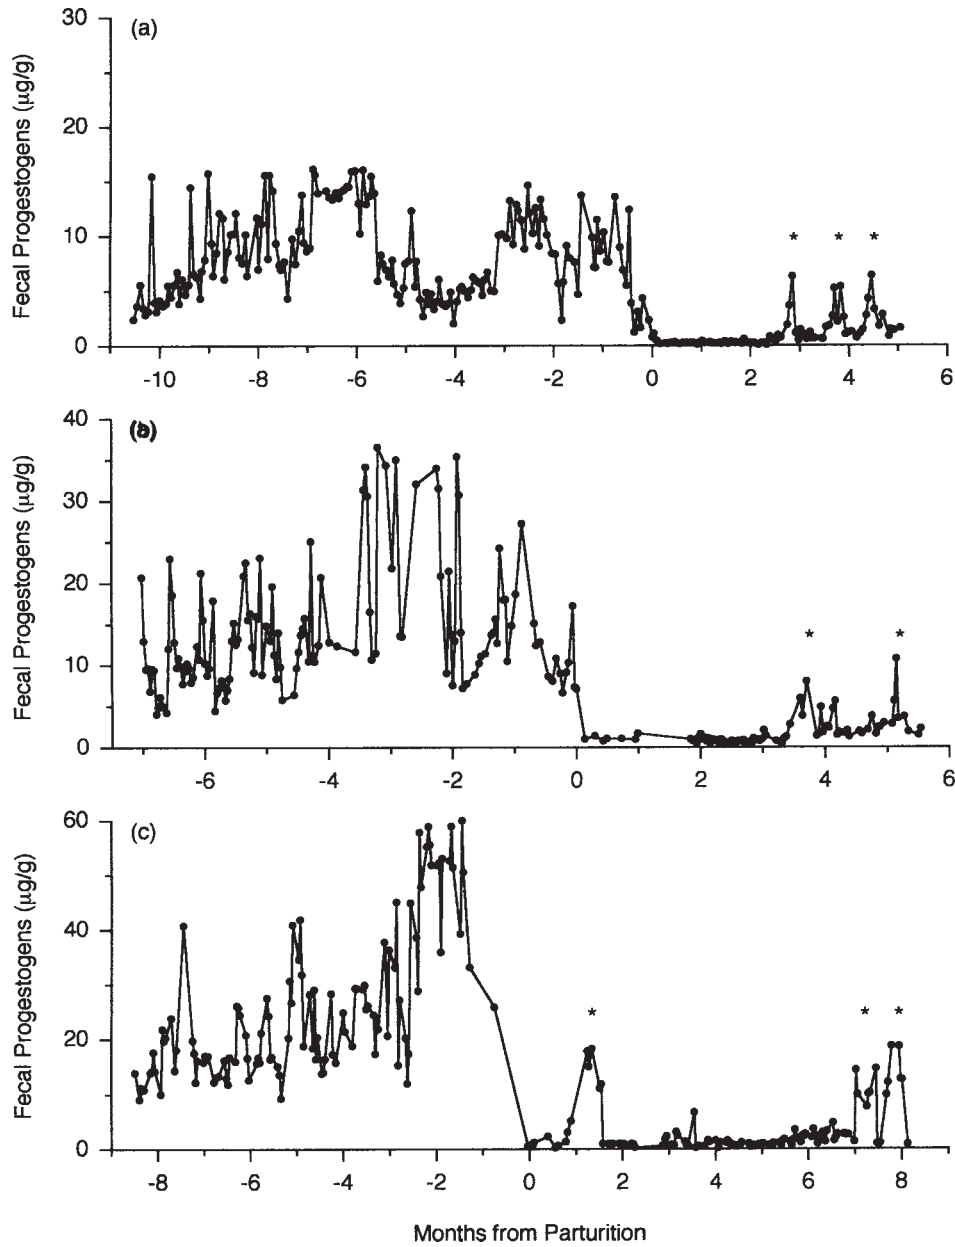 (a)
Fecal Progestogens (µg/g)
30
20
10
0
* * *
-10 -8 -6 -4 -2 0 2 4 6
(b)
Fecal Progestogens (µg/g)
40
30
20
10
0
* *
-6 -4 -2 0 2 4 6
(c)
Fecal Progestogens (µg/g)
60
40
20
0
* * *
-8 -6 -4 -2 0 2 4 6 8
Months from Parturition